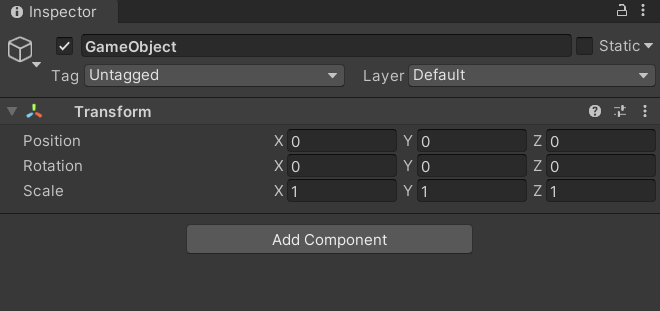 Inspector
GameObject Static
Tag Untagged Layer Default
Transform
Position X 0 Y 0 Z 0
Rotation X 0 Y 0 Z 0
Scale X 1 Y 1 Z 1
Add Component